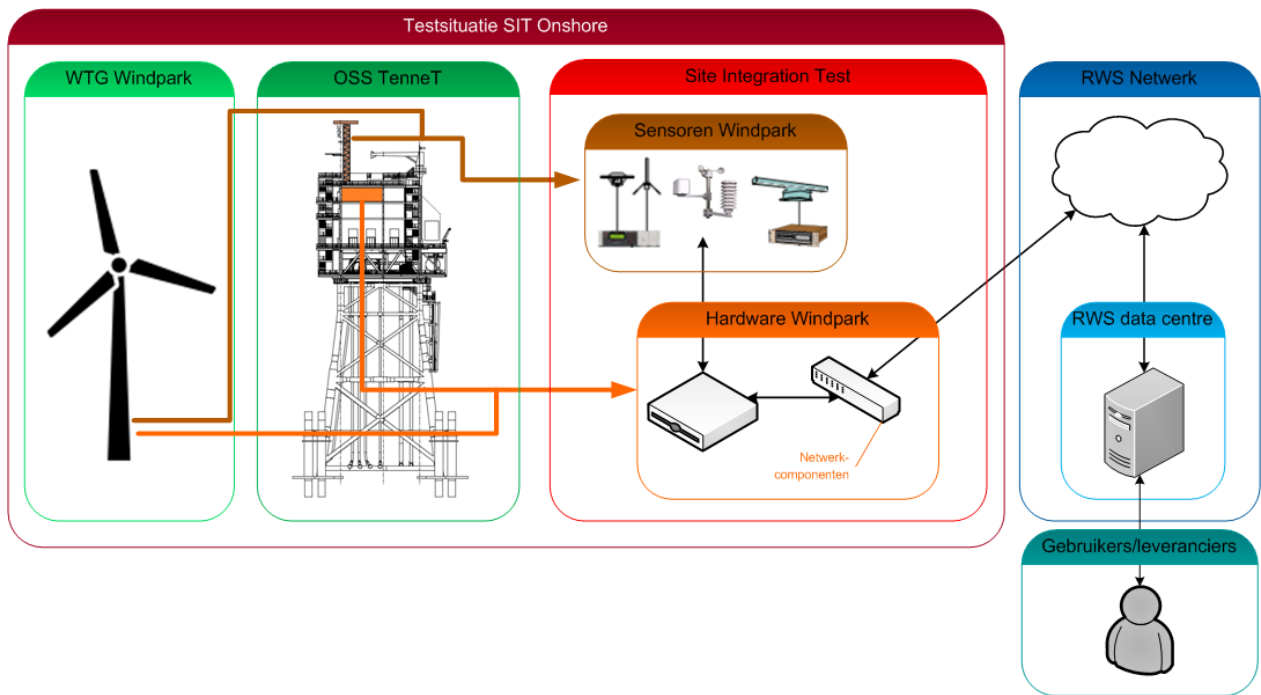 Testsituatie SIT Onshore
WTG Windpark
OSS TenneT
Site Integration Test
RWS Netwerk
Sensoren Windpark
Hardware Windpark
RWS data centre
Netwerk-
componenten
Gebruikers/leveranciers